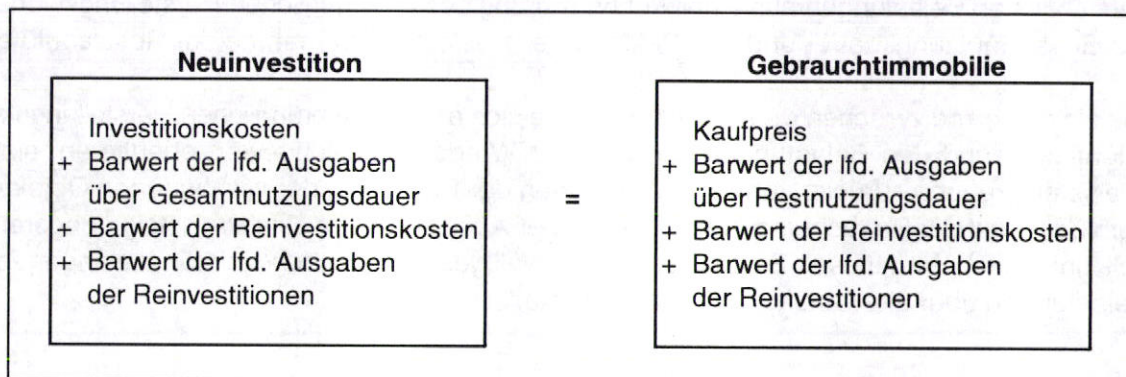 Neuinvestition
Investitionskosten
+ Barwert der lfd. Ausgaben
über Gesamtnutzungsdauer
+ Barwert der Reinvestitionskosten
+ Barwert der lfd. Ausgaben
der Reinvestitionen
=
Gebrauchtimmobilie
Kaufpreis
+ Barwert der lfd. Ausgaben
über Restnutzungsdauer
+ Barwert der Reinvestitionskosten
+ Barwert der lfd. Ausgaben
der Reinvestitionen